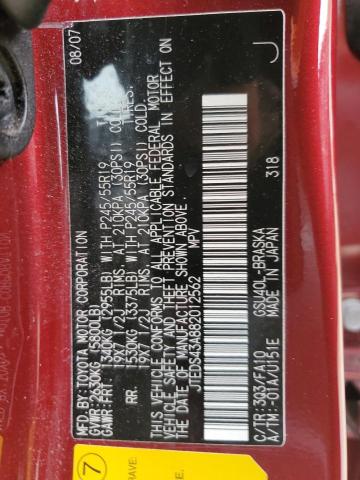 MFD. BY: TOYOTA MOTOR CORPORATION 08/07
GVWR: 2630KG (5800LB)
GAWR: FRT. 1340KG (2955LB) WITH P245/55R19
19X7 1/2J RIMS, AT 210KPA (30PSI) COLD
RR. 1530KG (3375LB) WITH P245/55R19 TIRES,
19X7 1/2J RIMS, AT 210KPA (30PSI) COLD.
THIS VEHICLE CONFORMS TO ALL APPLICABLE FEDERAL MOTOR
VEHICLE SAFETY AND THEFT PREVENTION STANDARDS IN EFFECT ON
THE DATE OF MANUFACTURE SHOWN ABOVE.
JTEDS43A882012562 MPV
J
C/TR: 3Q3/FA10 GSU40L-BRASKA
A/TM: -01A/U151E MADE IN JAPAN 318
7